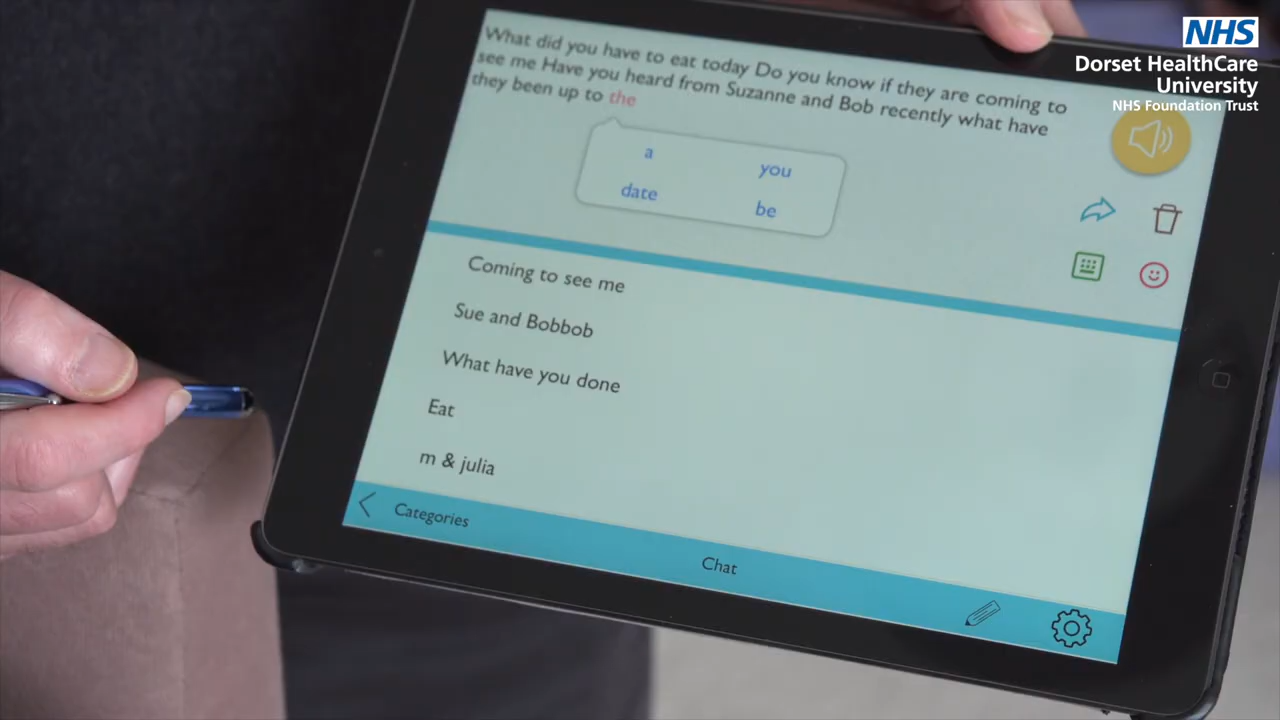 NHS
Dorset HealthCare
University
NHS Foundation Trust
What did you have to eat today Do you know if they are coming to
see me Have you heard from Suzanne and Bob recently what have
they been up to the
a you
date be
Coming to see me
Sue and Bobbob
What have you done
Eat
m & julia
Categories
Chat